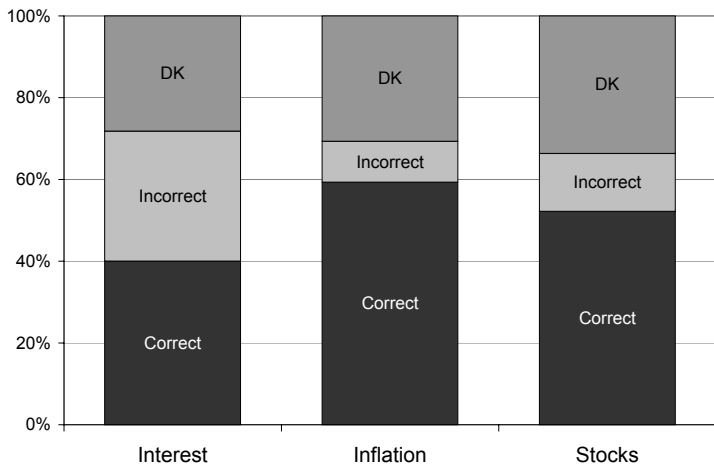 100%
80%
60%
40%
20%
0%
DK
Incorrect
Correct
DK
Incorrect
Correct
DK
Incorrect
Correct
Interest
Inflation
Stocks